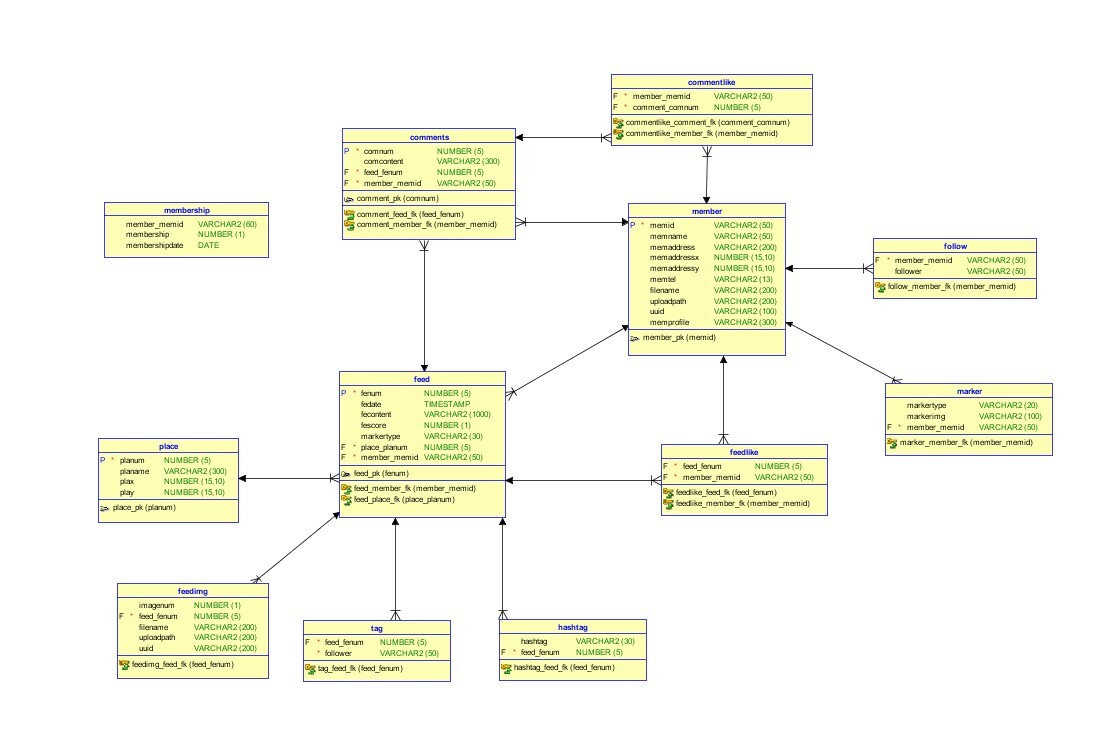 commentlike
F * member_memid VARCHAR2 (50)
F * comment_comnum NUMBER (5)
commentlike_comment_fk (comment_comnum)
commentlike_member_fk (member_memid)
comments
P * comnum NUMBER (5)
comcontent VARCHAR2 (300)
F * feed_fenum NUMBER (5)
F * member_memid VARCHAR2 (50)
comment_pk (comnum)
comment_feed_fk (feed_fenum)
comment_member_fk (member_memid)
membership
member_memid VARCHAR2 (60)
membership NUMBER (1)
membershipdate DATE
member
P * memid VARCHAR2 (50)
memname VARCHAR2 (50)
memaddress VARCHAR2 (200)
memaddressx NUMBER (15,10)
memaddressy NUMBER (15,10)
memtel VARCHAR2 (13)
filename VARCHAR2 (200)
uploadpath VARCHAR2 (200)
uuid VARCHAR2 (100)
memprofile VARCHAR2 (300)
member_pk (memid)
follow
F * member_memid VARCHAR2 (50)
follower VARCHAR2 (50)
follow_member_fk (member_memid)
feed
P * fenum NUMBER (5)
fedate TIMESTAMP
fecontent VARCHAR2 (1000)
fescore NUMBER (1)
markertype VARCHAR2 (30)
F * place_planum NUMBER (5)
F * member_memid VARCHAR2 (50)
feed_pk (fenum)
feed_member_fk (member_memid)
feed_place_fk (place_planum)
marker
markertype VARCHAR2 (20)
markerimg VARCHAR2 (100)
F * member_memid VARCHAR2 (50)
marker_member_fk (member_memid)
place
P * planum NUMBER (5)
planame VARCHAR2 (300)
plax NUMBER (15,10)
play NUMBER (15,10)
place_pk (planum)
feedlike
F * feed_fenum NUMBER (5)
F * member_memid VARCHAR2 (50)
feedlike_feed_fk (feed_fenum)
feedlike_member_fk (member_memid)
feedimg
imagenum NUMBER (1)
F * feed_fenum NUMBER (5)
filename VARCHAR2 (200)
uploadpath VARCHAR2 (200)
uuid VARCHAR2 (200)
feedimg_feed_fk (feed_fenum)
tag
F * feed_fenum NUMBER (5)
* follower VARCHAR2 (50)
tag_feed_fk (feed_fenum)
hashtag
hashtag VARCHAR2 (30)
F * feed_fenum NUMBER (5)
hashtag_feed_fk (feed_fenum)